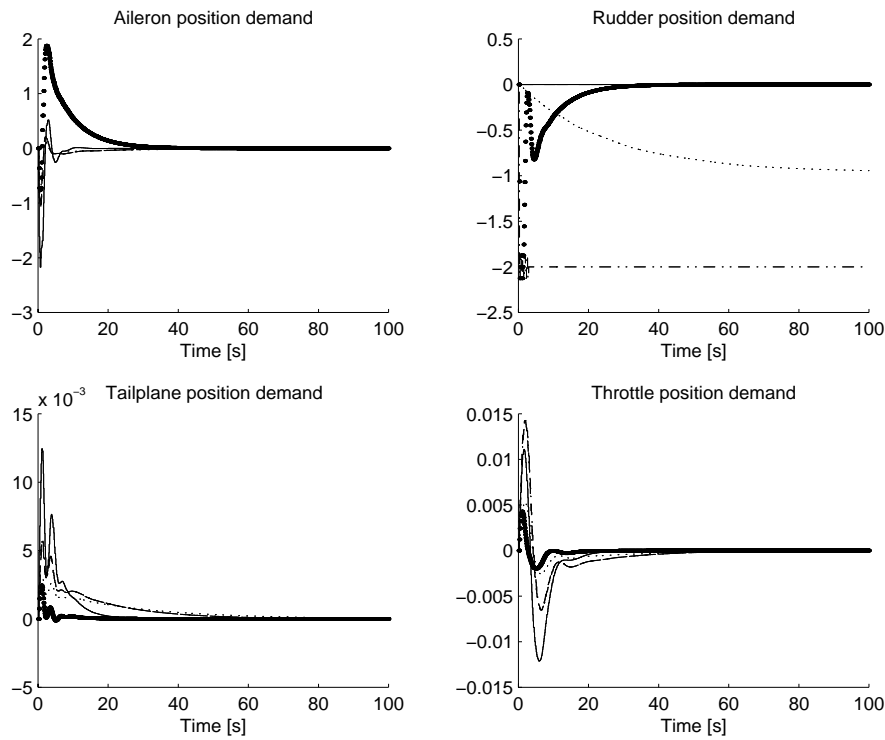 Aileron position demand
2
1
0
−1
−2
−3
0 20 40 60 80 100
Time [s]
Rudder position demand
0.5
0
−0.5
−1
−1.5
−2
−2.5
0 20 40 60 80 100
Time [s]
x 10⁻³ Tailplane position demand
15
10
5
0
−5
0 20 40 60 80 100
Time [s]
Throttle position demand
0.015
0.01
0.005
0
−0.005
−0.01
−0.015
0 20 40 60 80 100
Time [s]